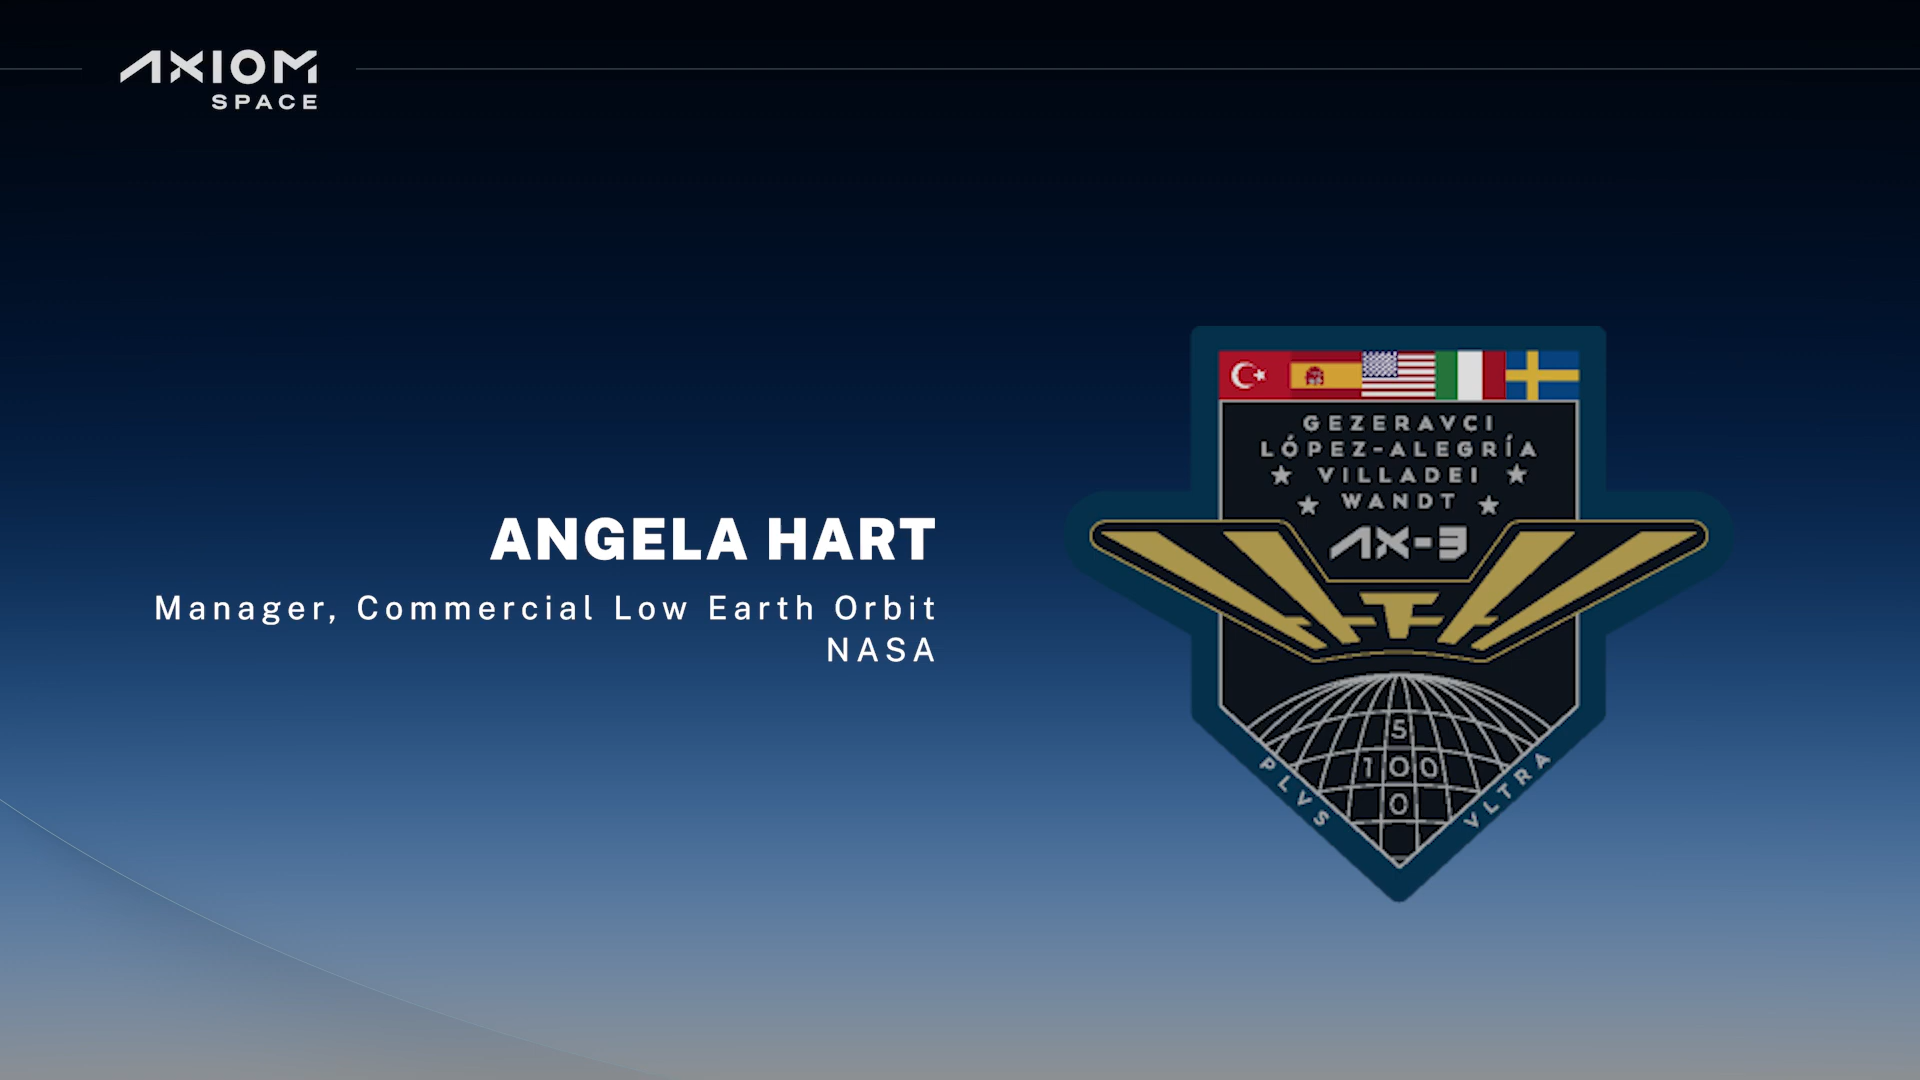 AXIOM
SPACE
ANGELA HART
Manager, Commercial Low Earth Orbit
NASA
GEZERAVCI
LÓPEZ-ALEGRÍA
VILLADEI
WANDT
AX-3
5
100
0
PLVS VLTRA